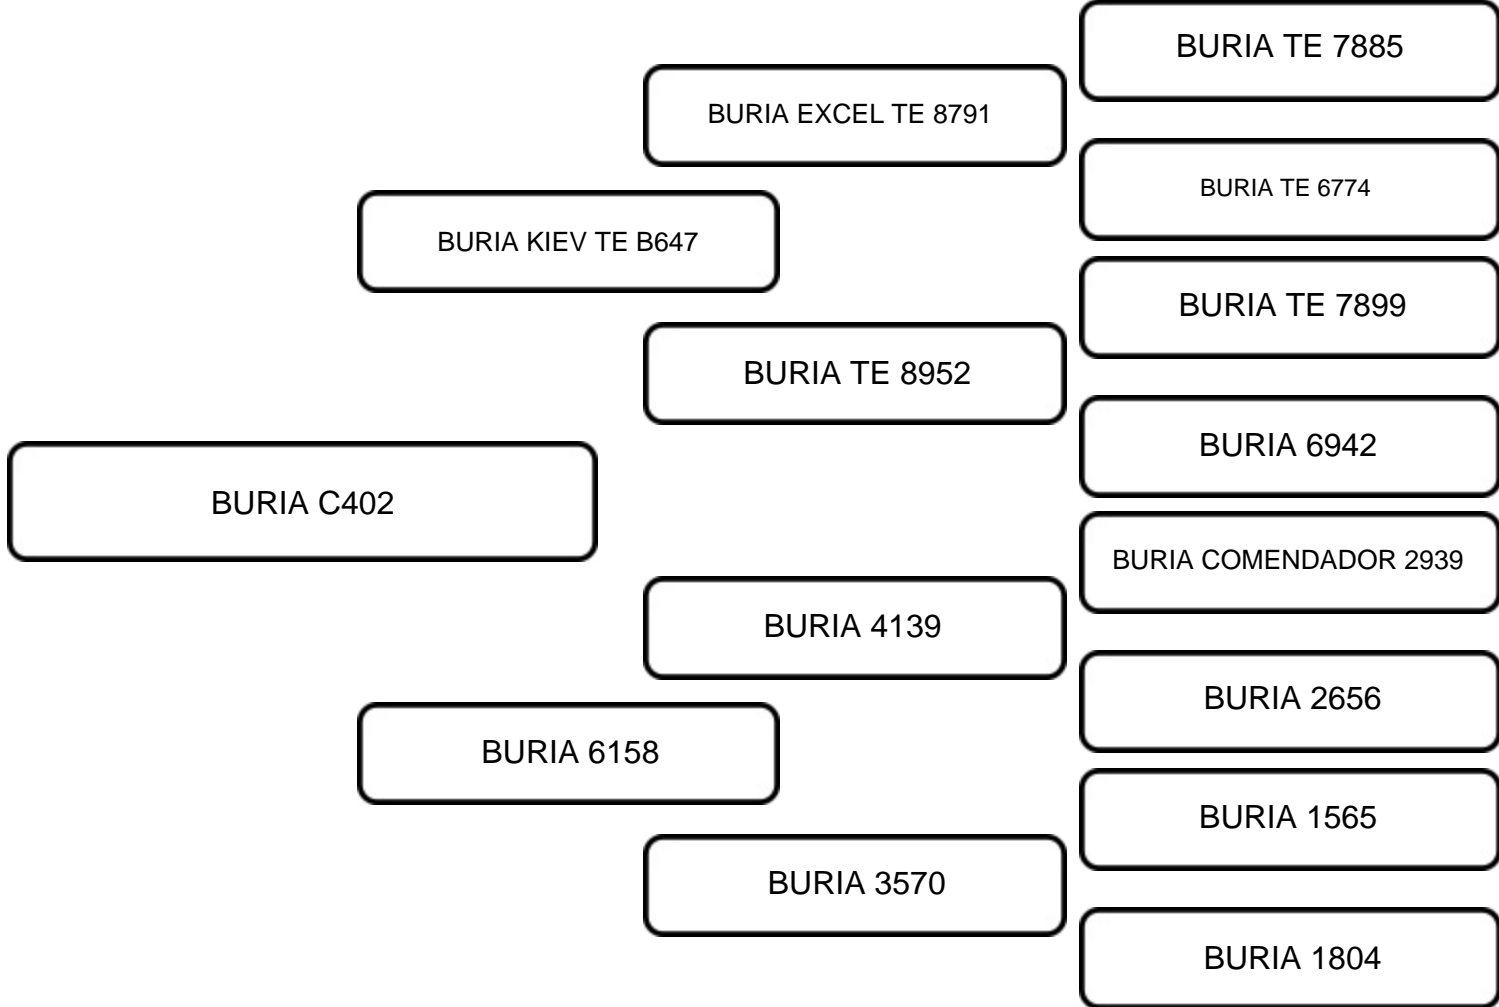 BURIA TE 7885
BURIA EXCEL TE 8791
BURIA TE 6774
BURIA KIEV TE B647
BURIA TE 7899
BURIA TE 8952
BURIA 6942
BURIA C402
BURIA COMENDADOR 2939
BURIA 4139
BURIA 2656
BURIA 6158
BURIA 1565
BURIA 3570
BURIA 1804